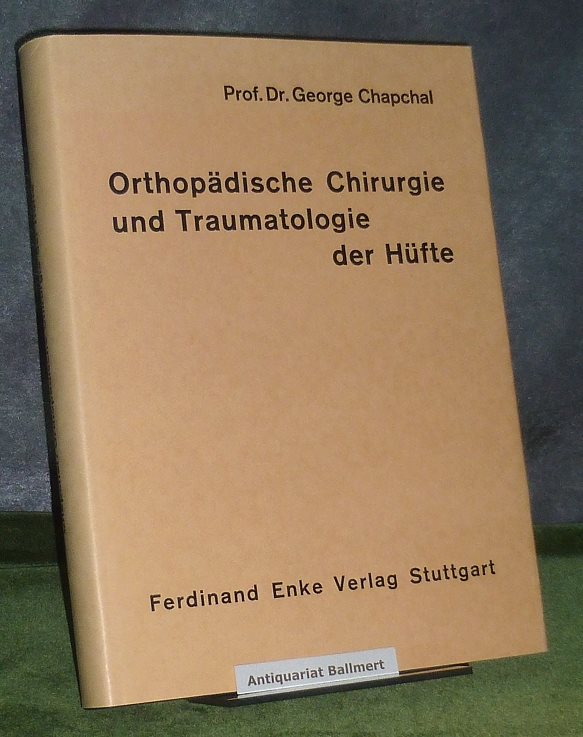 Prof. Dr. George Chapchal
Orthopädische Chirurgie
und Traumatologie
der Hüfte
Ferdinand Enke Verlag Stuttgart
Antiquariat Ballmert